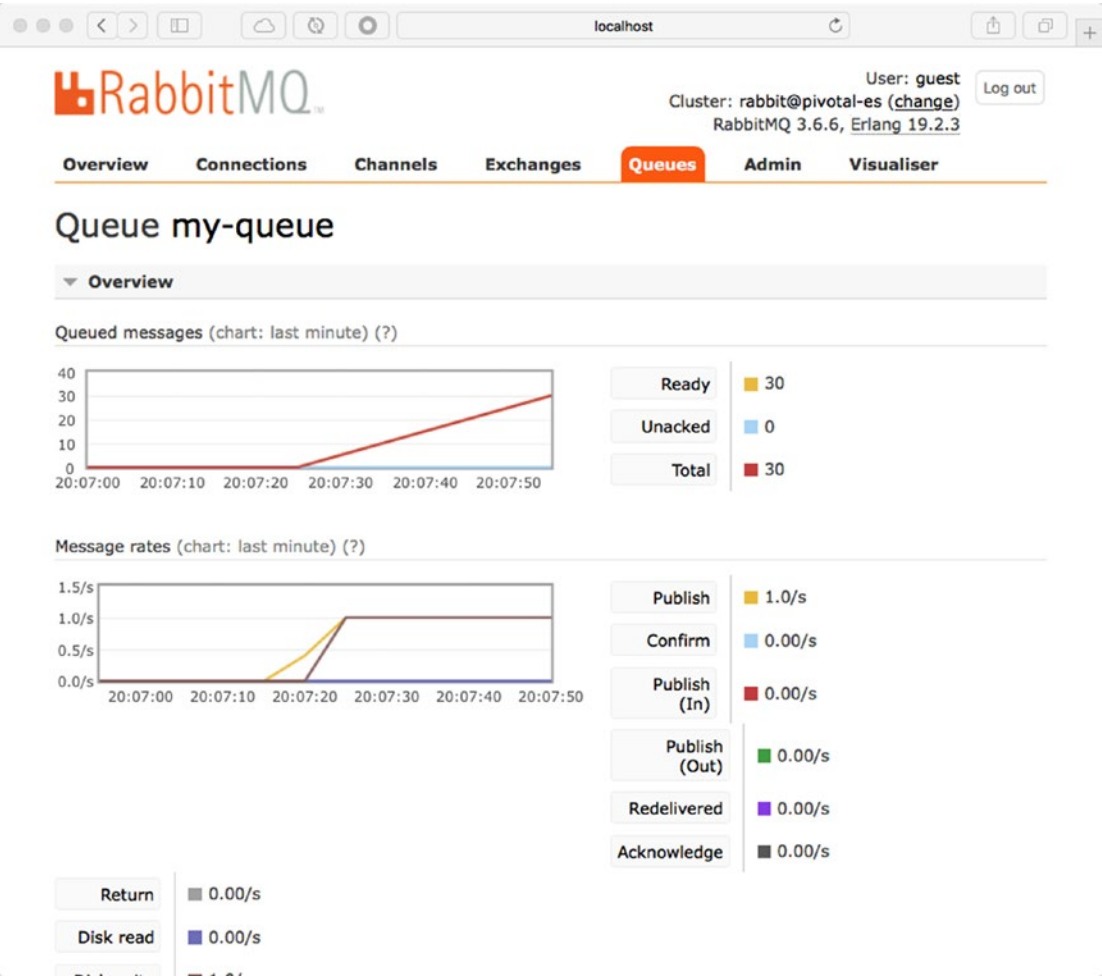 localhost
RabbitMQ™
User: guest
Cluster: rabbit@pivotal-es (change)
RabbitMQ 3.6.6, Erlang 19.2.3
Log out
Overview Connections Channels Exchanges Queues Admin Visualiser
Queue my-queue
Overview
Queued messages (chart: last minute) (?)
40
30
20
10
0
20:07:00 20:07:10 20:07:20 20:07:30 20:07:40 20:07:50
Ready 30
Unacked 0
Total 30
Message rates (chart: last minute) (?)
1.5/s
1.0/s
0.5/s
0.0/s
20:07:00 20:07:10 20:07:20 20:07:30 20:07:40 20:07:50
Publish 1.0/s
Confirm 0.00/s
Publish
(In) 0.00/s
Publish
(Out) 0.00/s
Redelivered 0.00/s
Acknowledge 0.00/s
Return 0.00/s
Disk read 0.00/s